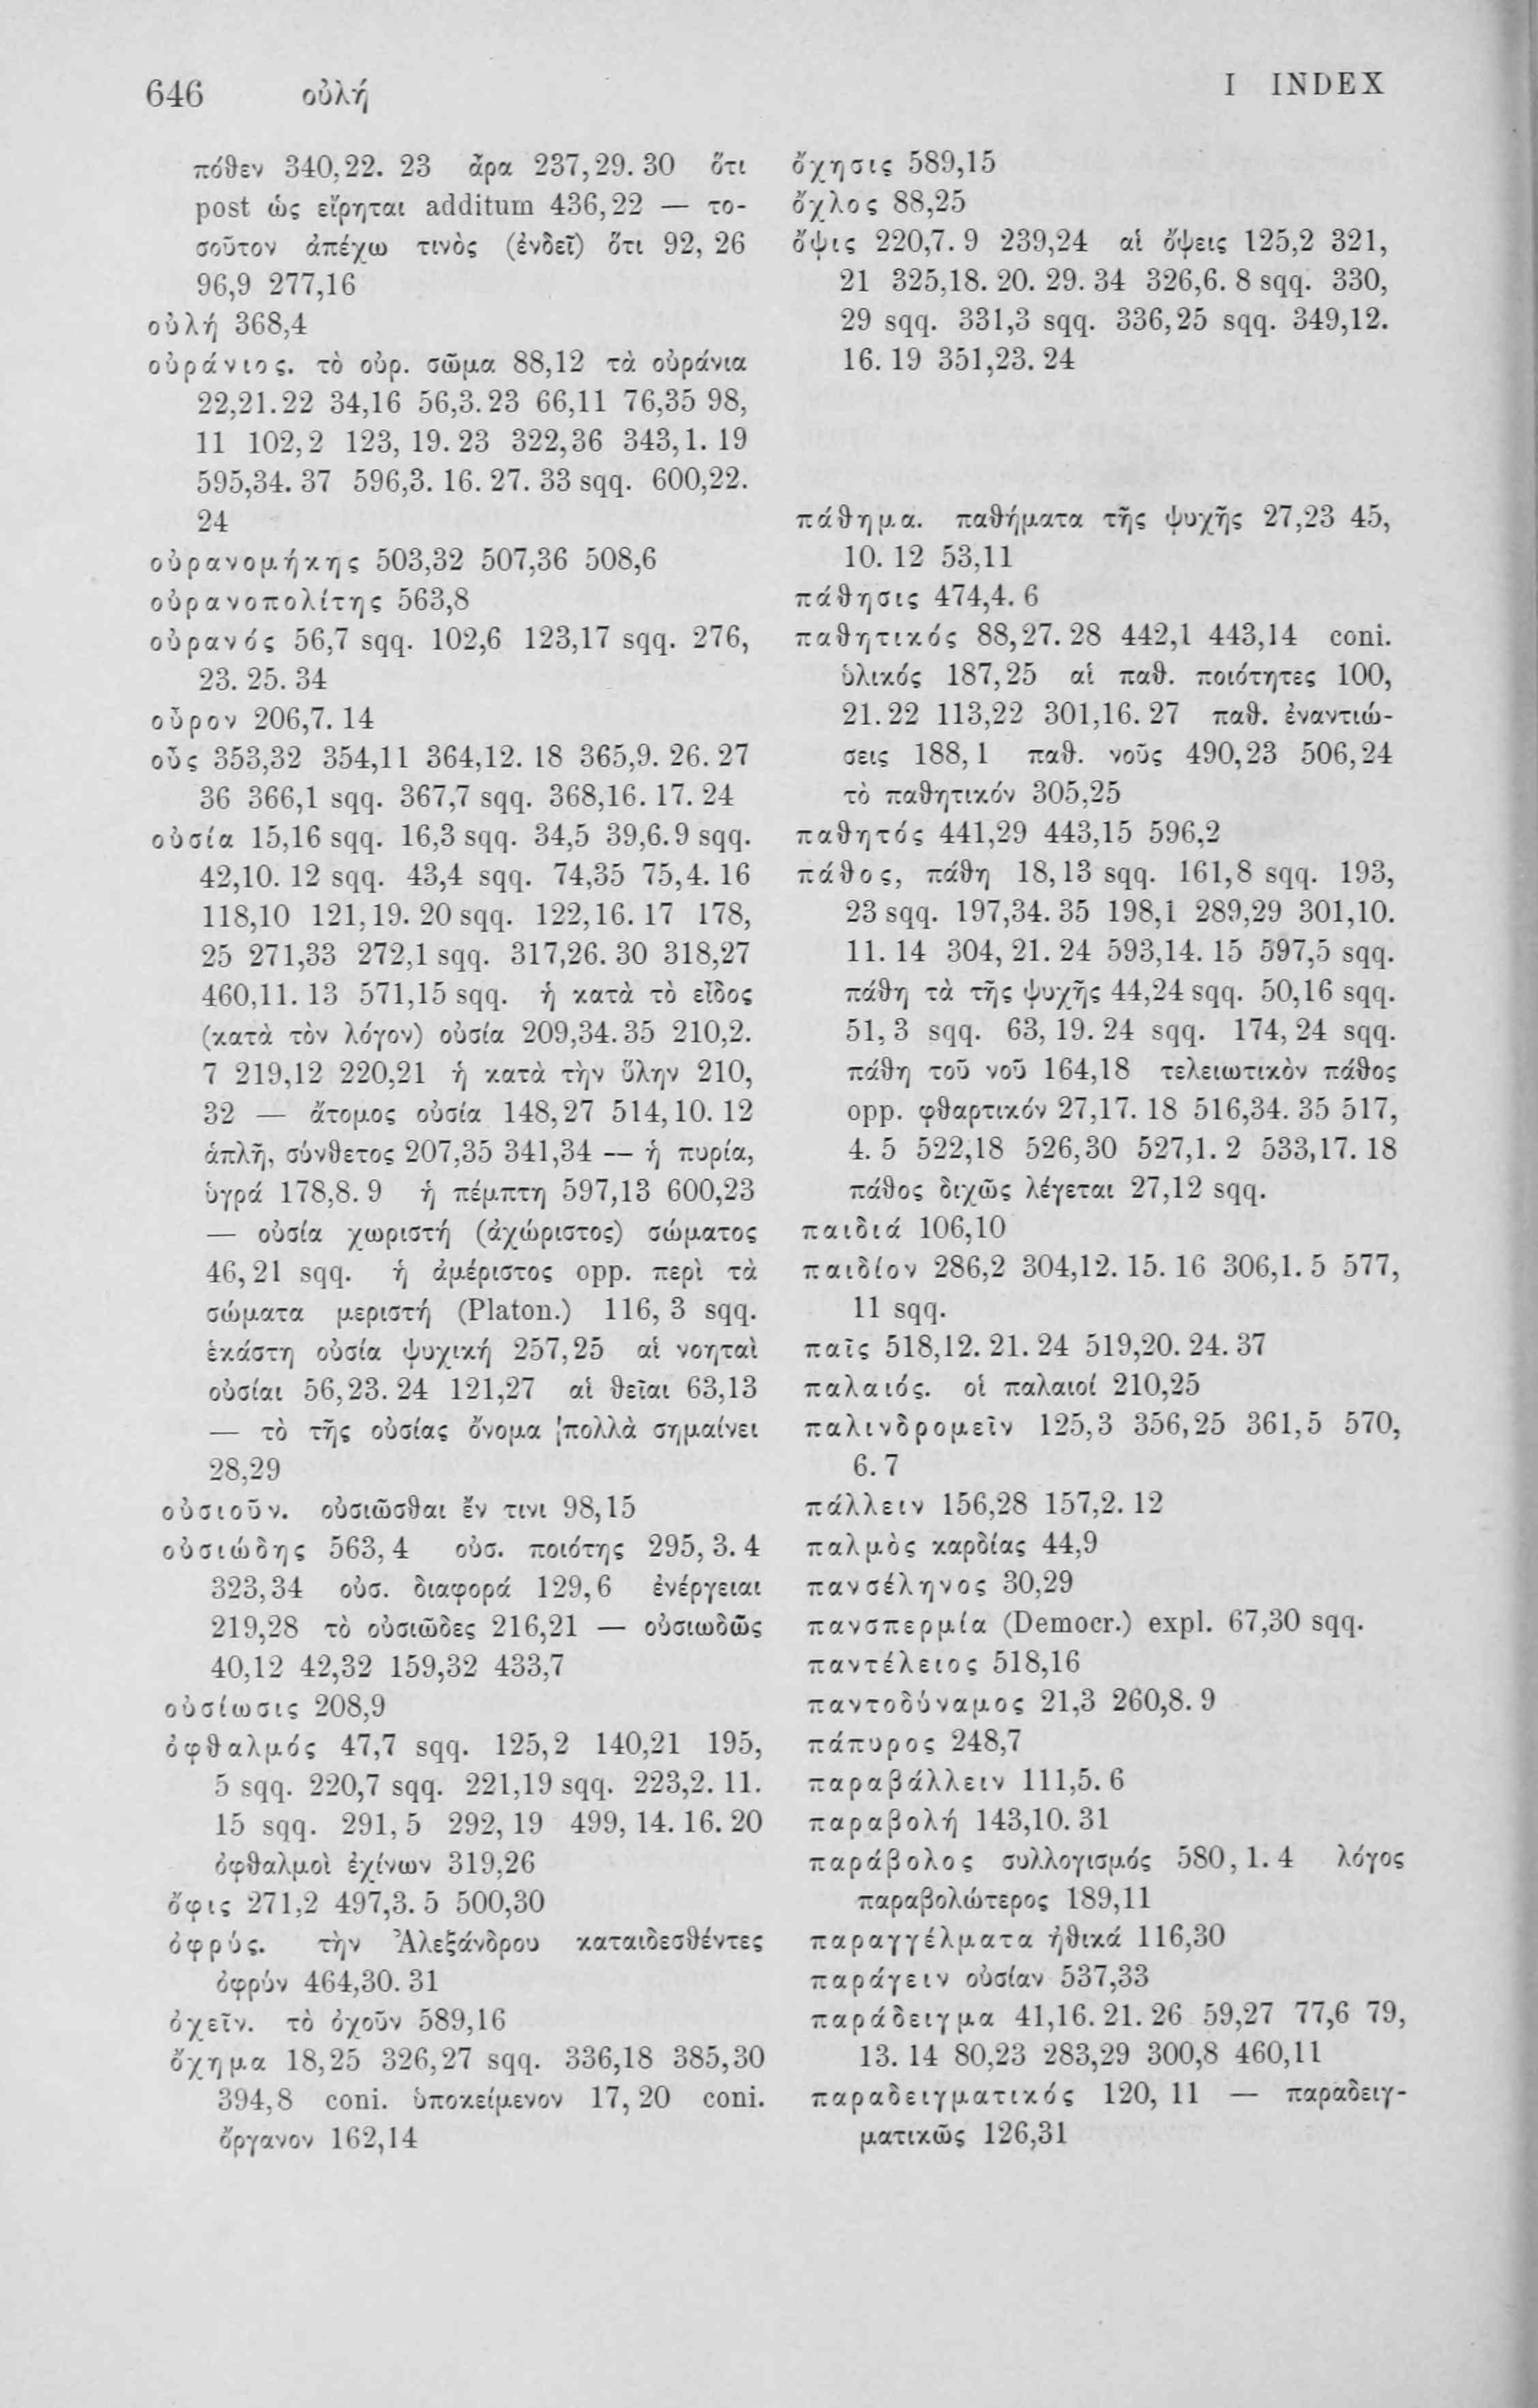 646 οὐλή
I INDEX
πόθεν 340,22. 23 ἆρα 237,29. 30 ὅτι
post ὡς εἴρηται additum 436,22 — το-
σοῦτον ἀπέχω τινὸς (ἐνδεῖ) ὅτι 92, 26
96,9 277,16
οὐλή 368,4
οὐράνιος. τὸ οὐρ. σῶμα 88,12 τὰ οὐράνια
22,21.22 34,16 56,3.23 66,11 76,35 98,
11 102,2 123, 19. 23 322,36 343,1. 19
595,34. 37 596,3. 16. 27. 33 sqq. 600,22.
24
οὐρανομήκης 503,32 507,36 508,6
οὐρανοπολίτης 563,8
οὐρανός 56,7 sqq. 102,6 123,17 sqq. 276,
23. 25. 34
οὖρον 206,7. 14
οὖς 353,32 354,11 364,12. 18 365,9. 26. 27
36 366,1 sqq. 367,7 sqq. 368,16. 17. 24
οὐσία 15,16 sqq. 16,3 sqq. 34,5 39,6.9 sqq.
42,10. 12 sqq. 43,4 sqq. 74,35 75,4. 16
118,10 121,19. 20 sqq. 122,16. 17 178,
25 271,33 272,1 sqq. 317,26. 30 318,27
460,11. 13 571,15 sqq. ἡ κατὰ τὸ εἶδος
(κατὰ τὸν λόγον) οὐσία 209,34. 35 210,2.
7 219,12 220,21 ἡ κατὰ τὴν ὕλην 210,
32 — ἄτομος οὐσία 148,27 514,10. 12
ἁπλῆ, σύνθετος 207,35 341,34 — ἡ πυρία,
ὑγρά 178,8. 9 ἡ πέμπτη 597,13 600,23
— οὐσία χωριστή (ἀχώριστος) σώματος
46,21 sqq. ἡ ἀμέριστος opp. περὶ τὰ
σώματα μεριστή (Platon.) 116, 3 sqq.
ἑκάστη οὐσία ψυχική 257,25 αἱ νοηταὶ
οὐσίαι 56,23. 24 121,27 αἱ θεῖαι 63,13
— τὸ τῆς οὐσίας ὄνομα πολλὰ σημαίνει
28,29
οὐσιοῦν. οὐσιῶσθαι ἔν τινι 98,15
οὐσιώδης 563,4 οὐσ. ποιότης 295,3. 4
323,34 οὐσ. διαφορά 129,6 ἐνέργειαι
219,28 τὸ οὐσιῶδες 216,21 — οὐσιωδῶς
40,12 42,32 159,32 433,7
οὐσίωσις 208,9
ὀφθαλμός 47,7 sqq. 125,2 140,21 195,
5 sqq. 220,7 sqq. 221,19 sqq. 223,2. 11.
15 sqq. 291,5 292,19 499,14. 16. 20
ὀφθαλμοὶ ἐχίνων 319,26
ὄφις 271,2 497,3. 5 500,30
ὀφρύς. τὴν Ἀλεξάνδρου καταιδεσθέντες
ὀφρύν 464,30. 31
ὀχεῖν. τὸ ὀχοῦν 589,16
ὄχημα 18,25 326,27 sqq. 336,18 385,30
394,8 coni. ὑποκείμενον 17,20 coni.
ὄργανον 162,14
ὄχησις 589,15
ὄχλος 88,25
ὄψις 220,7. 9 239,24 αἱ ὄψεις 125,2 321,
21 325,18. 20. 29. 34 326,6. 8 sqq. 330,
29 sqq. 331,3 sqq. 336,25 sqq. 349,12.
16. 19 351,23. 24
πάθημα. παθήματα τῆς ψυχῆς 27,23 45,
10. 12 53,11
πάθησις 474,4. 6
παθητικός 88,27. 28 442,1 443,14 coni.
ὑλικός 187,25 αἱ παθ. ποιότητες 100,
21.22 113,22 301,16. 27 παθ. ἐναντιώ-
σεις 188,1 παθ. νοῦς 490,23 506,24
τὸ παθητικόν 305,25
παθητός 441,29 443,15 596,2
πάθος, πάθη 18,13 sqq. 161,8 sqq. 193,
23 sqq. 197,34. 35 198,1 289,29 301,10.
11. 14 304,21. 24 593,14. 15 597,5 sqq.
πάθη τὰ τῆς ψυχῆς 44,24 sqq. 50,16 sqq.
51,3 sqq. 63,19. 24 sqq. 174,24 sqq.
πάθη τοῦ νοῦ 164,18 τελειωτικὸν πάθος
opp. φθαρτικόν 27,17. 18 516,34. 35 517,
4. 5 522,18 526,30 527,1. 2 533,17. 18
πάθος διχῶς λέγεται 27,12 sqq.
παιδιά 106,10
παιδίον 286,2 304,12. 15. 16 306,1. 5 577,
11 sqq.
παῖς 518,12. 21. 24 519,20. 24. 37
παλαιός. οἱ παλαιοί 210,25
παλινδρομεῖν 125,3 356,25 361,5 570,
6. 7
πάλλειν 156,28 157,2. 12
παλμὸς καρδίας 44,9
πανσέληνος 30,29
πανσπερμία (Democr.) expl. 67,30 sqq.
παντέλειος 518,16
παντοδύναμος 21,3 260,8. 9
πάπυρος 248,7
παραβάλλειν 111,5. 6
παραβολή 143,10. 31
παράβολος συλλογισμός 580,1. 4 λόγος
παραβολώτερος 189,11
παραγγέλματα ἠθικά 116,30
παράγειν οὐσίαν 537,33
παράδειγμα 41,16. 21. 26 59,27 77,6 79,
13. 14 80,23 283,29 300,8 460,11
παραδειγματικός 120, 11 — παραδειγ-
ματικῶς 126,31